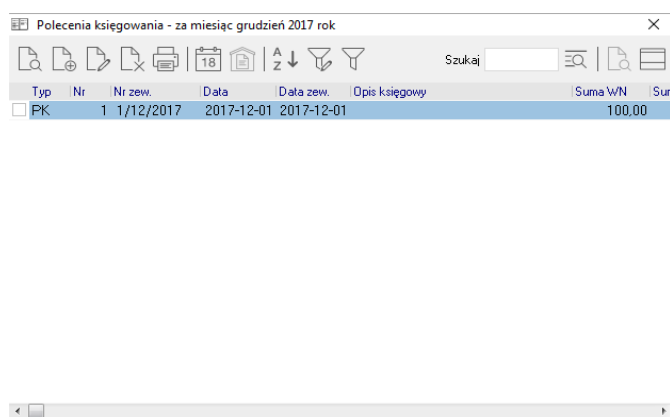 Polecenia księgowania - za miesiąc grudzień 2017 rok
18 A Z Szukaj
Typ Nr Nr zew. Data Data zew. Opis księgowy Suma WN Sur
PK 1 1/12/2017 2017-12-01 2017-12-01 100,00